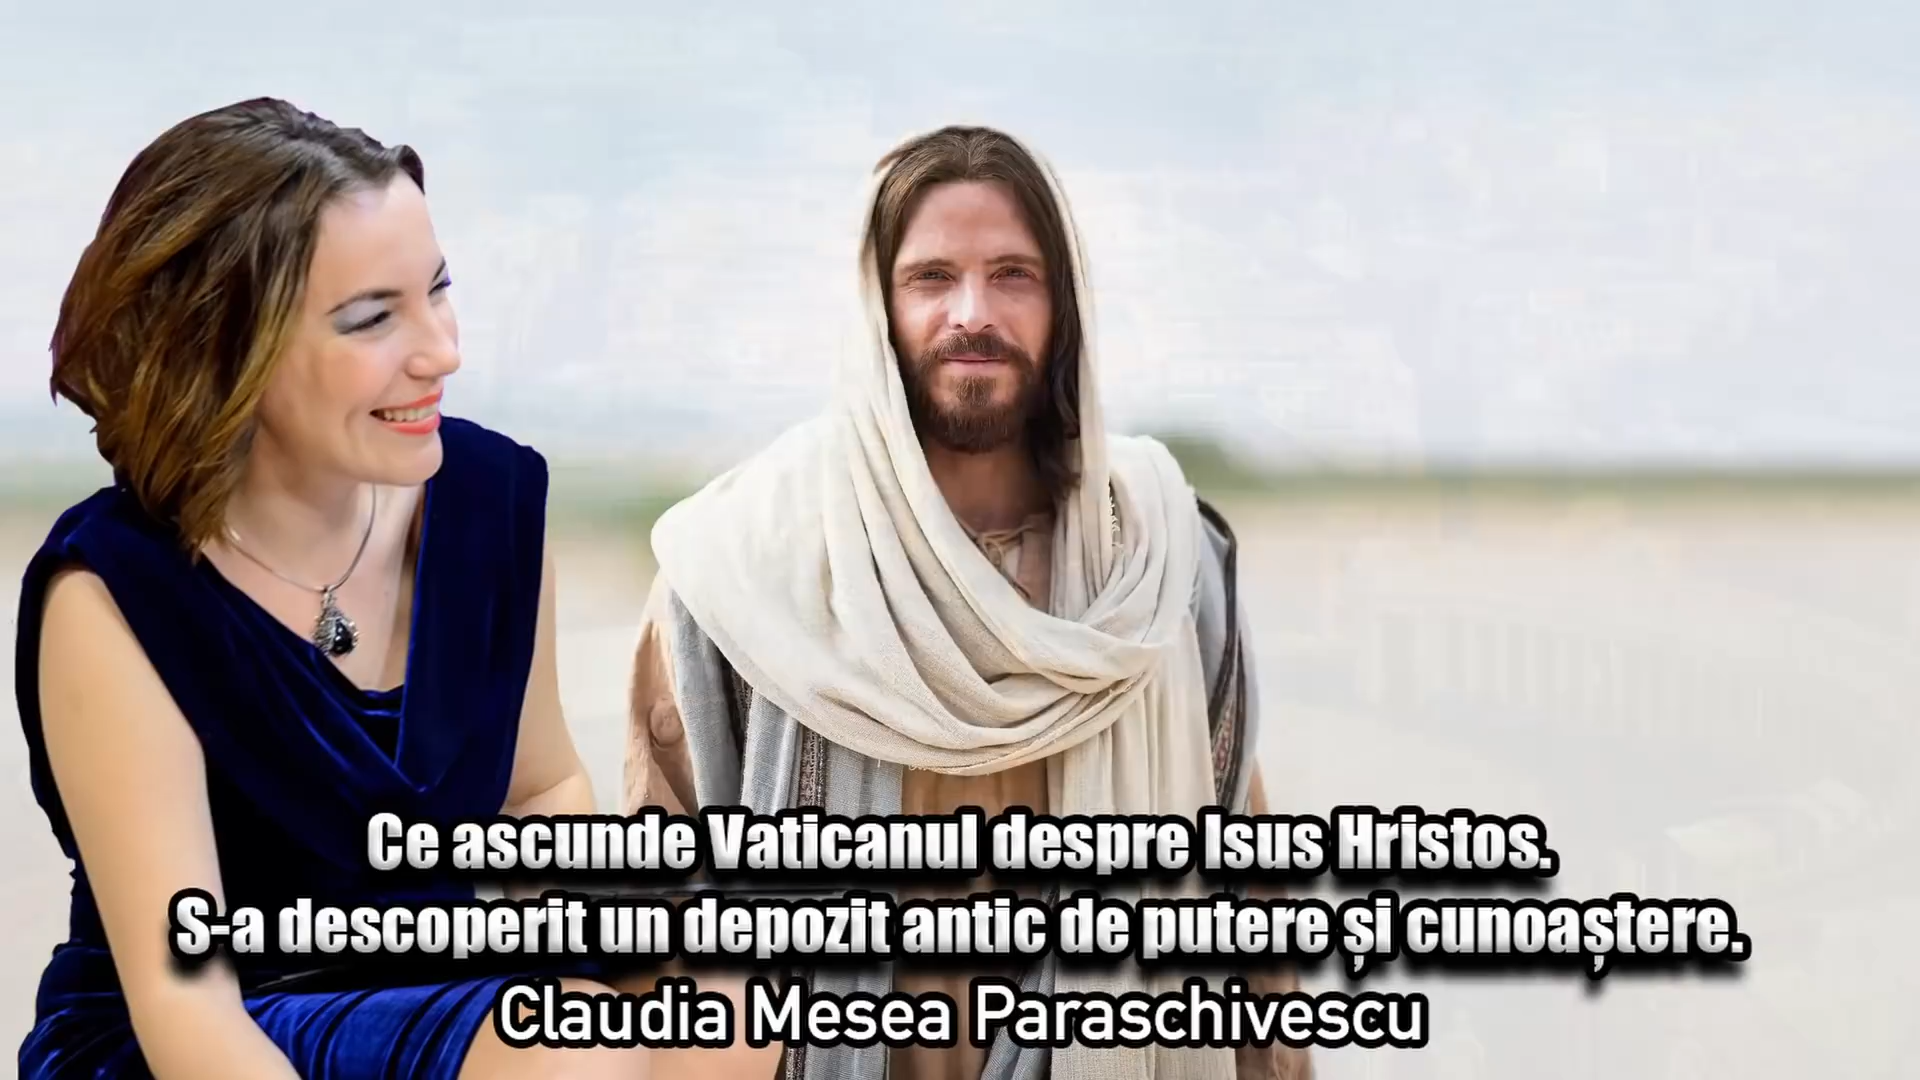 Ce ascunde Vaticanul despre Isus Hristos.
S-a descoperit un depozit antic de putere și cunoaștere.
Claudia Mesea Paraschivescu